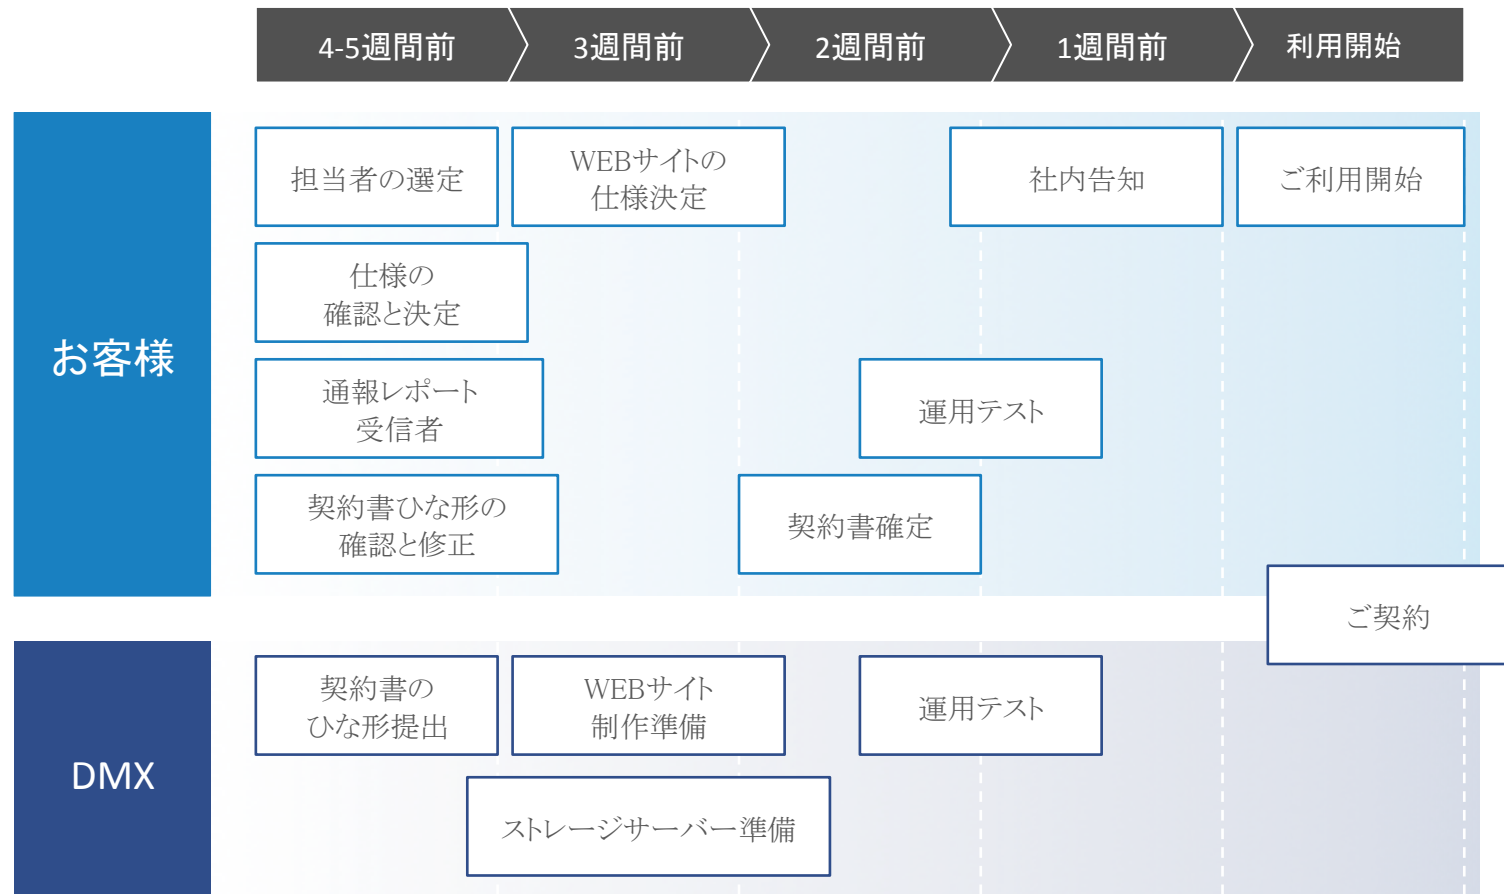 4-5週間前
3週間前
2週間前
1週間前
利用開始
お客様
担当者の選定
WEBサイトの
仕様決定
社内告知
ご利用開始
仕様の
確認と決定
通報レポート
受信者
運用テスト
契約書ひな形の
確認と修正
契約書確定
ご契約
DMX
契約書の
ひな形提出
WEBサイト
制作準備
運用テスト
ストレージサーバー準備